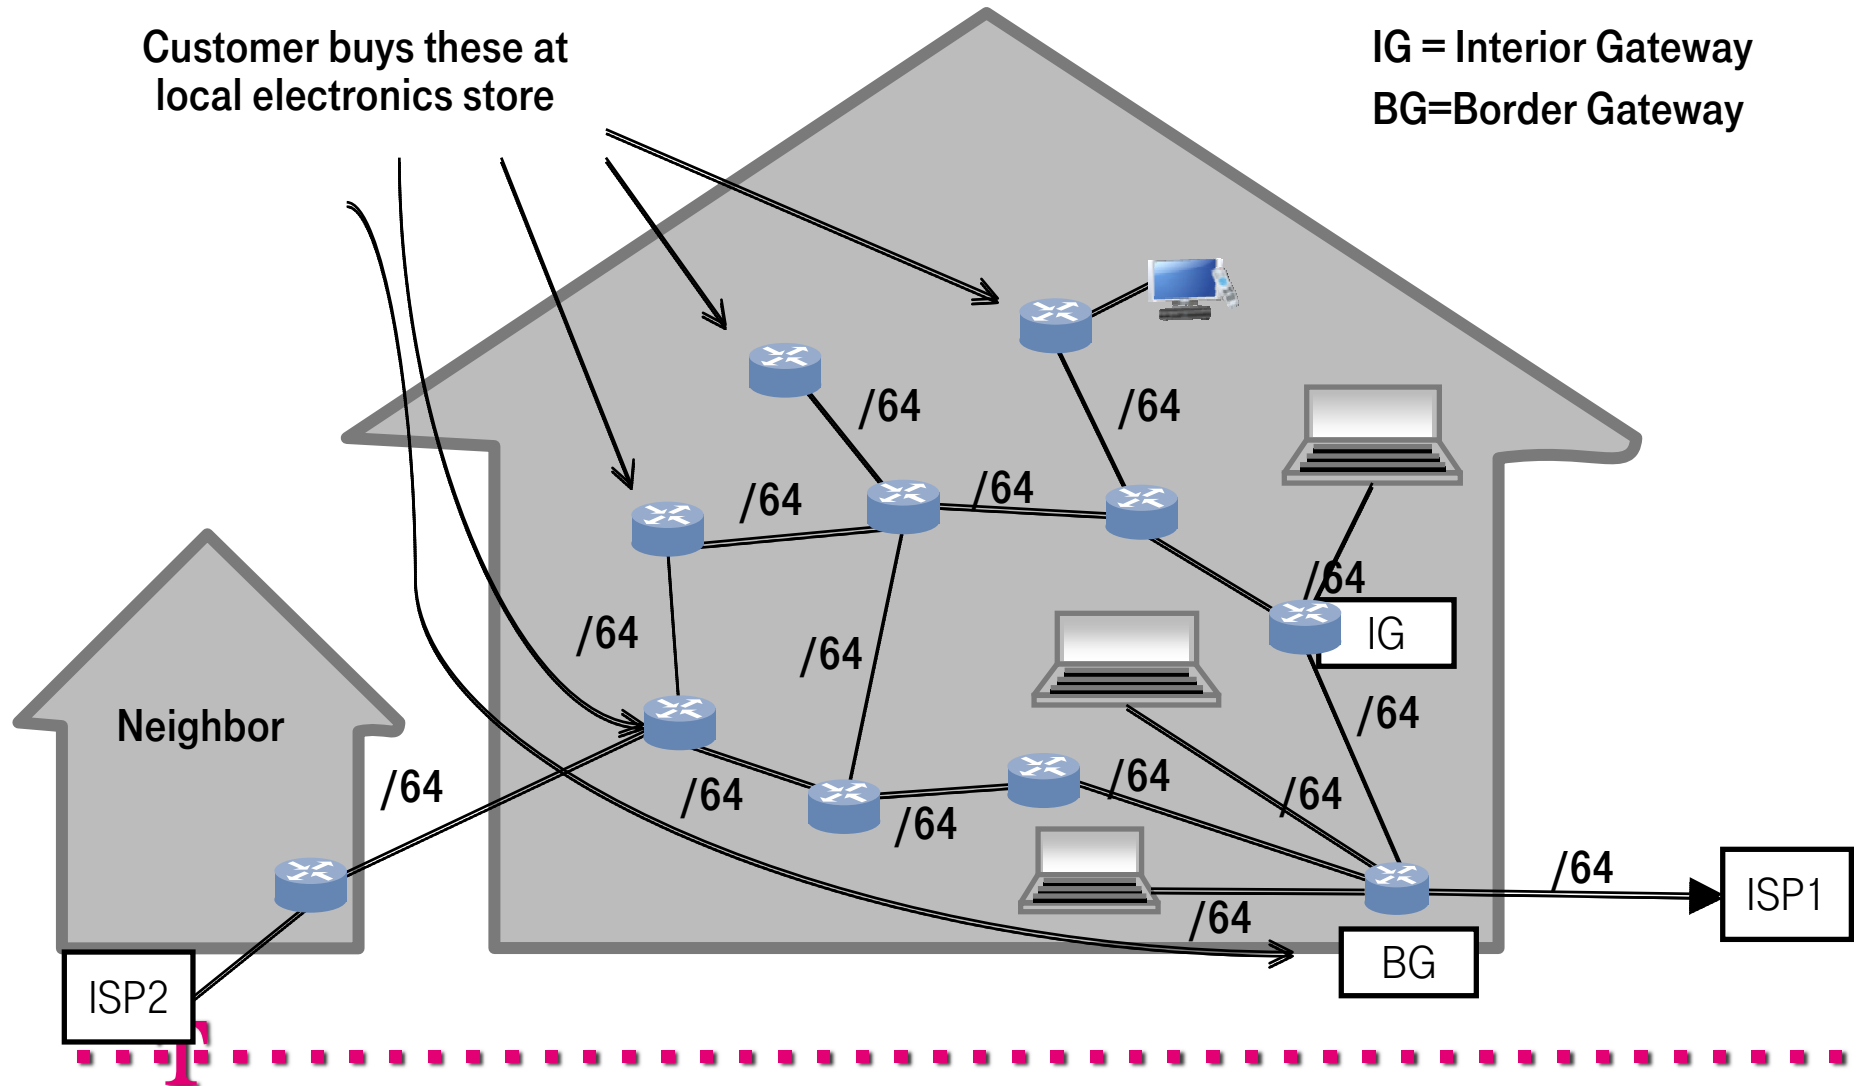 Customer buys these at
local electronics store
IG = Interior Gateway
BG=Border Gateway
/64
/64
/64
/64
/64
IG
/64
/64
/64
Neighbor
/64
/64
/64
/64
/64
/64
/64
ISP1
BG
ISP2
T